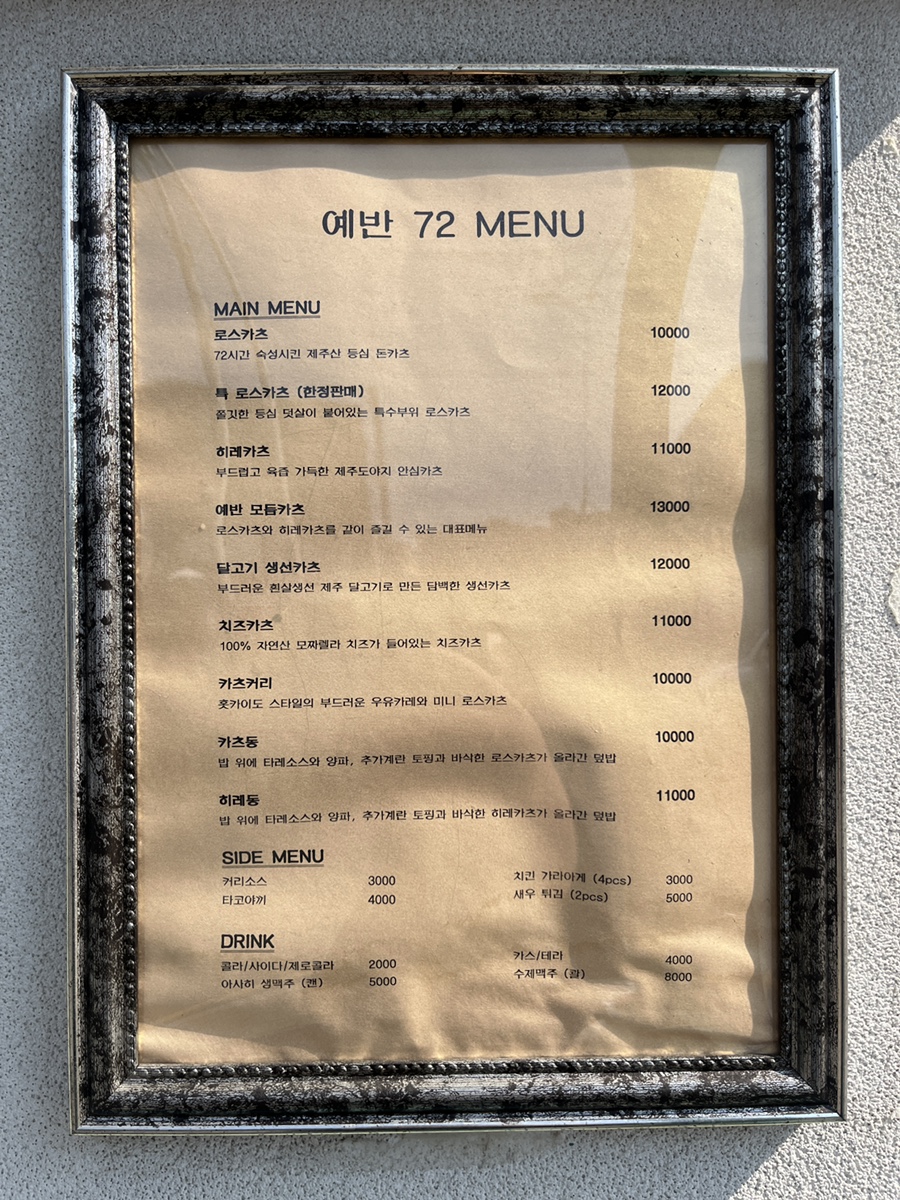 예반 72 MENU
MAIN MENU
로스카츠 10000
72시간 숙성시킨 제주산 등심 돈카츠
특 로스카츠 (한정판매) 12000
쫄깃한 등심 덧살이 붙어있는 특수부위 로스카츠
히레카츠 11000
부드럽고 육즙 가득한 제주도야지 안심카츠
예반 모듬카츠 13000
로스카츠와 히레카츠를 같이 즐길 수 있는 대표메뉴
달고기 생선카츠 12000
부드러운 흰살생선 제주 달고기로 만든 담백한 생선카츠
치즈카츠 11000
100% 자연산 모짜렐라 치즈가 들어있는 치즈카츠
카츠커리 10000
홋카이도 스타일의 부드러운 우유카레와 미니 로스카츠
카츠동 10000
밥 위에 타레소스와 양파, 추가계란 토핑과 바삭한 로스카츠가 올라간 덮밥
히레동 11000
밥 위에 타레소스와 양파, 추가계란 토핑과 바삭한 히레카츠가 올라간 덮밥
SIDE MENU
커리소스 3000 치킨 가라아게 (4pcs) 3000
타코야끼 4000 새우 튀김 (2pcs) 5000
DRINK
콜라/사이다/제로콜라 2000 카스/테라 4000
아사히 생맥주 (캔) 5000 수제맥주 (괄) 8000